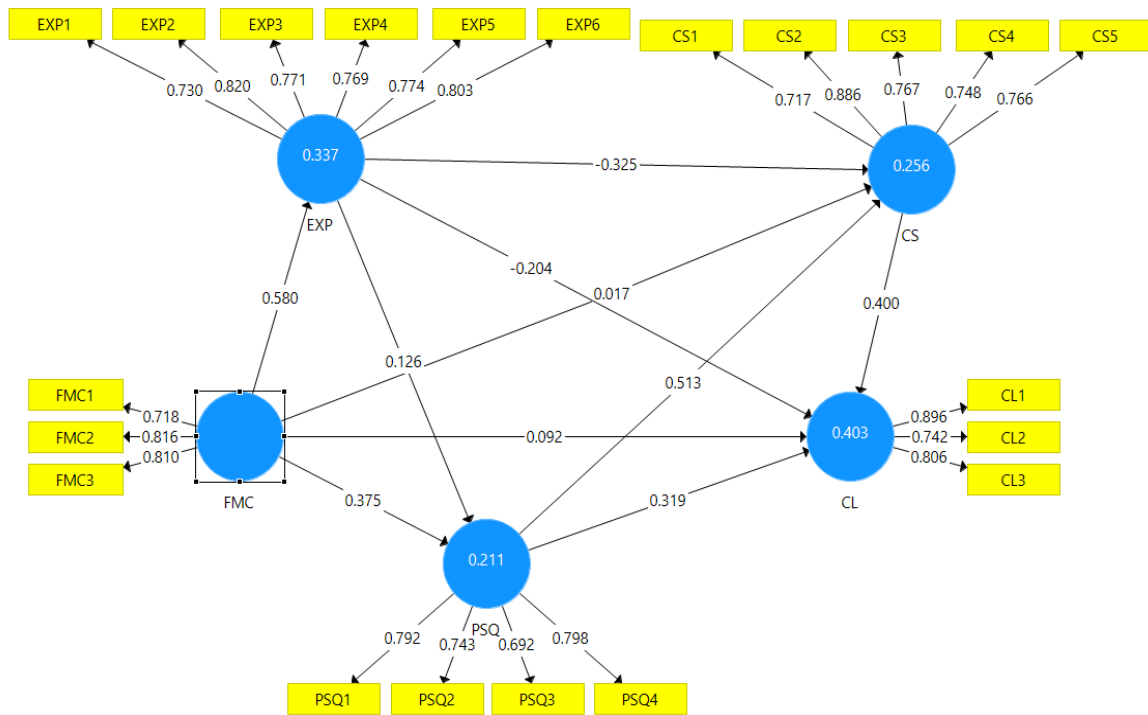 EXP1 EXP2 EXP3 EXP4 EXP5 EXP6
CS1 CS2 CS3 CS4 CS5
0.730 0.820 0.771 0.769 0.774 0.803
0.717 0.886 0.767 0.748 0.766
0.337
EXP
-0.325
0.256
CS
-0.204
0.017
0.580
0.400
0.126
0.513
FMC1
FMC2
FMC3
0.718
0.816
0.810
FMC
0.092
0.375
0.403
CL
0.896
0.742
0.806
CL1
CL2
CL3
0.319
0.211
PSQ
0.792 0.743 0.692 0.798
PSQ1 PSQ2 PSQ3 PSQ4